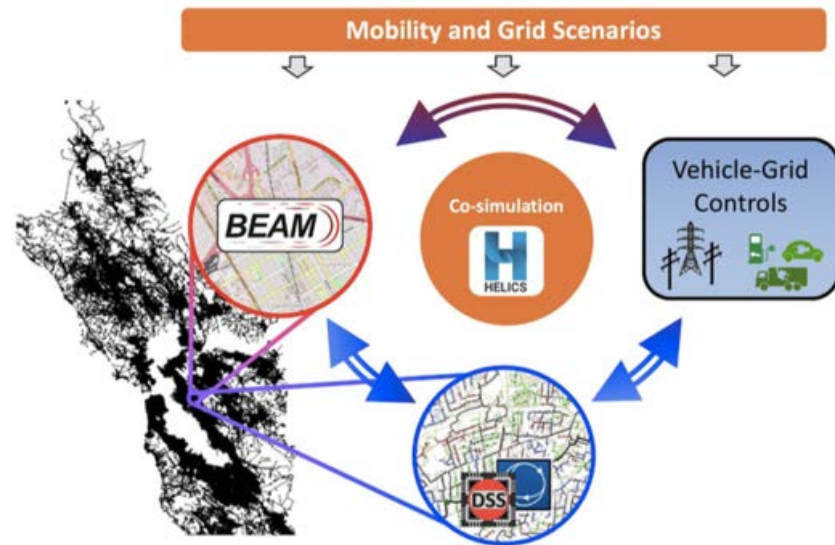 Mobility and Grid Scenarios
BEAM
Co-simulation
H
HELICS
Vehicle-Grid
Controls
DSS